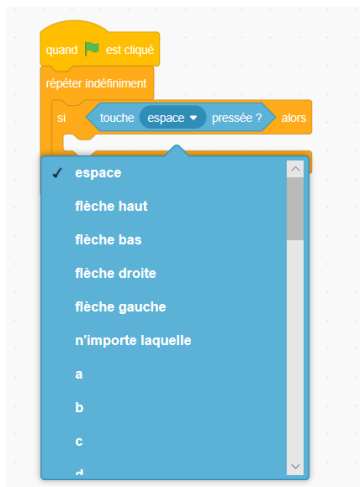 quand est cliqué
répéter indéfiniment
si touche espace pressée ? alors
espace
flèche haut
flèche bas
flèche droite
flèche gauche
n'importe laquelle
a
b
c
d